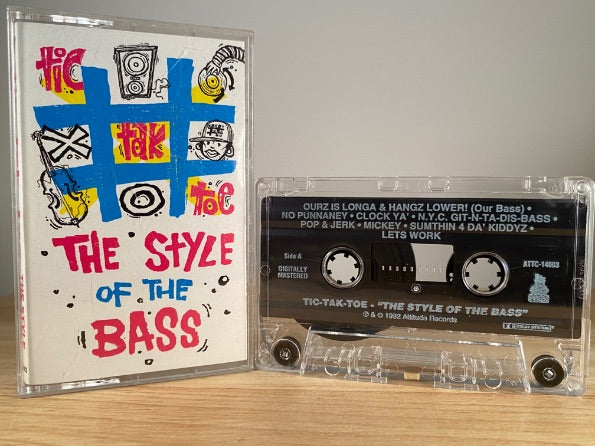 tic
tak
toe
THE STYLE
OF THE
BASS
OURZ IS LONGA & HANGZ LOWER! (Our Bass) •
NO PUNNANEY • CLOCK YA' • N.Y.C. GIT-N-TA-DIS-BASS •
POP & JERK • MICKEY • SUMTHIN 4 DA' KIDDYZ •
LETS WORK
Side A
ATTC-14003
DIGITALLY
MASTERED
TIC-TAK-TOE - "THE STYLE OF THE BASS"
℗ & © 1992 Attitude Records